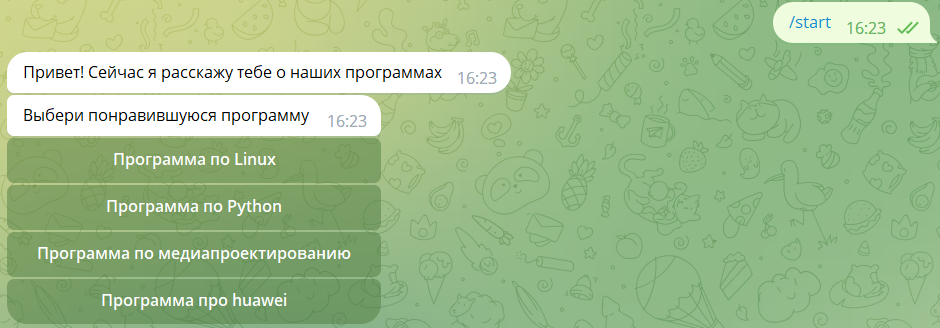 /start 16:23
Привет! Сейчас я расскажу тебе о наших программах 16:23
Выбери понравившуюся программу 16:23
Программа по Linux
Программа по Python
Программа по медиапроектированию
Программа про huawei